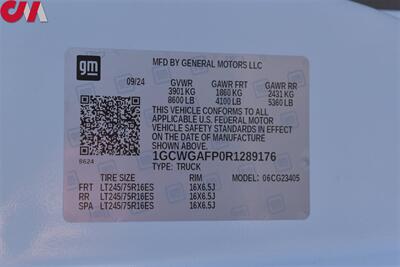 gm
MFD BY GENERAL MOTORS LLC
09/24 GVWR GAWR FRT GAWR RR
3901 KG 1860 KG 2431 KG
8600 LB 4100 LB 5360 LB
THIS VEHICLE CONFORMS TO ALL
APPLICABLE U.S. FEDERAL MOTOR
VEHICLE SAFETY STANDARDS IN
EFFECT ON THE DATE OF MANUFACTURE
SHOWN ABOVE.
1GCWGAFP0R1289176
8624
TYPE: TRUCK
TIRE SIZE RIM MODEL: 06CG23405
FRT LT245/75R16ES 16X6.5J
RR LT245/75R16ES 16X6.5J
SPA LT245/75R16ES 16X6.5J